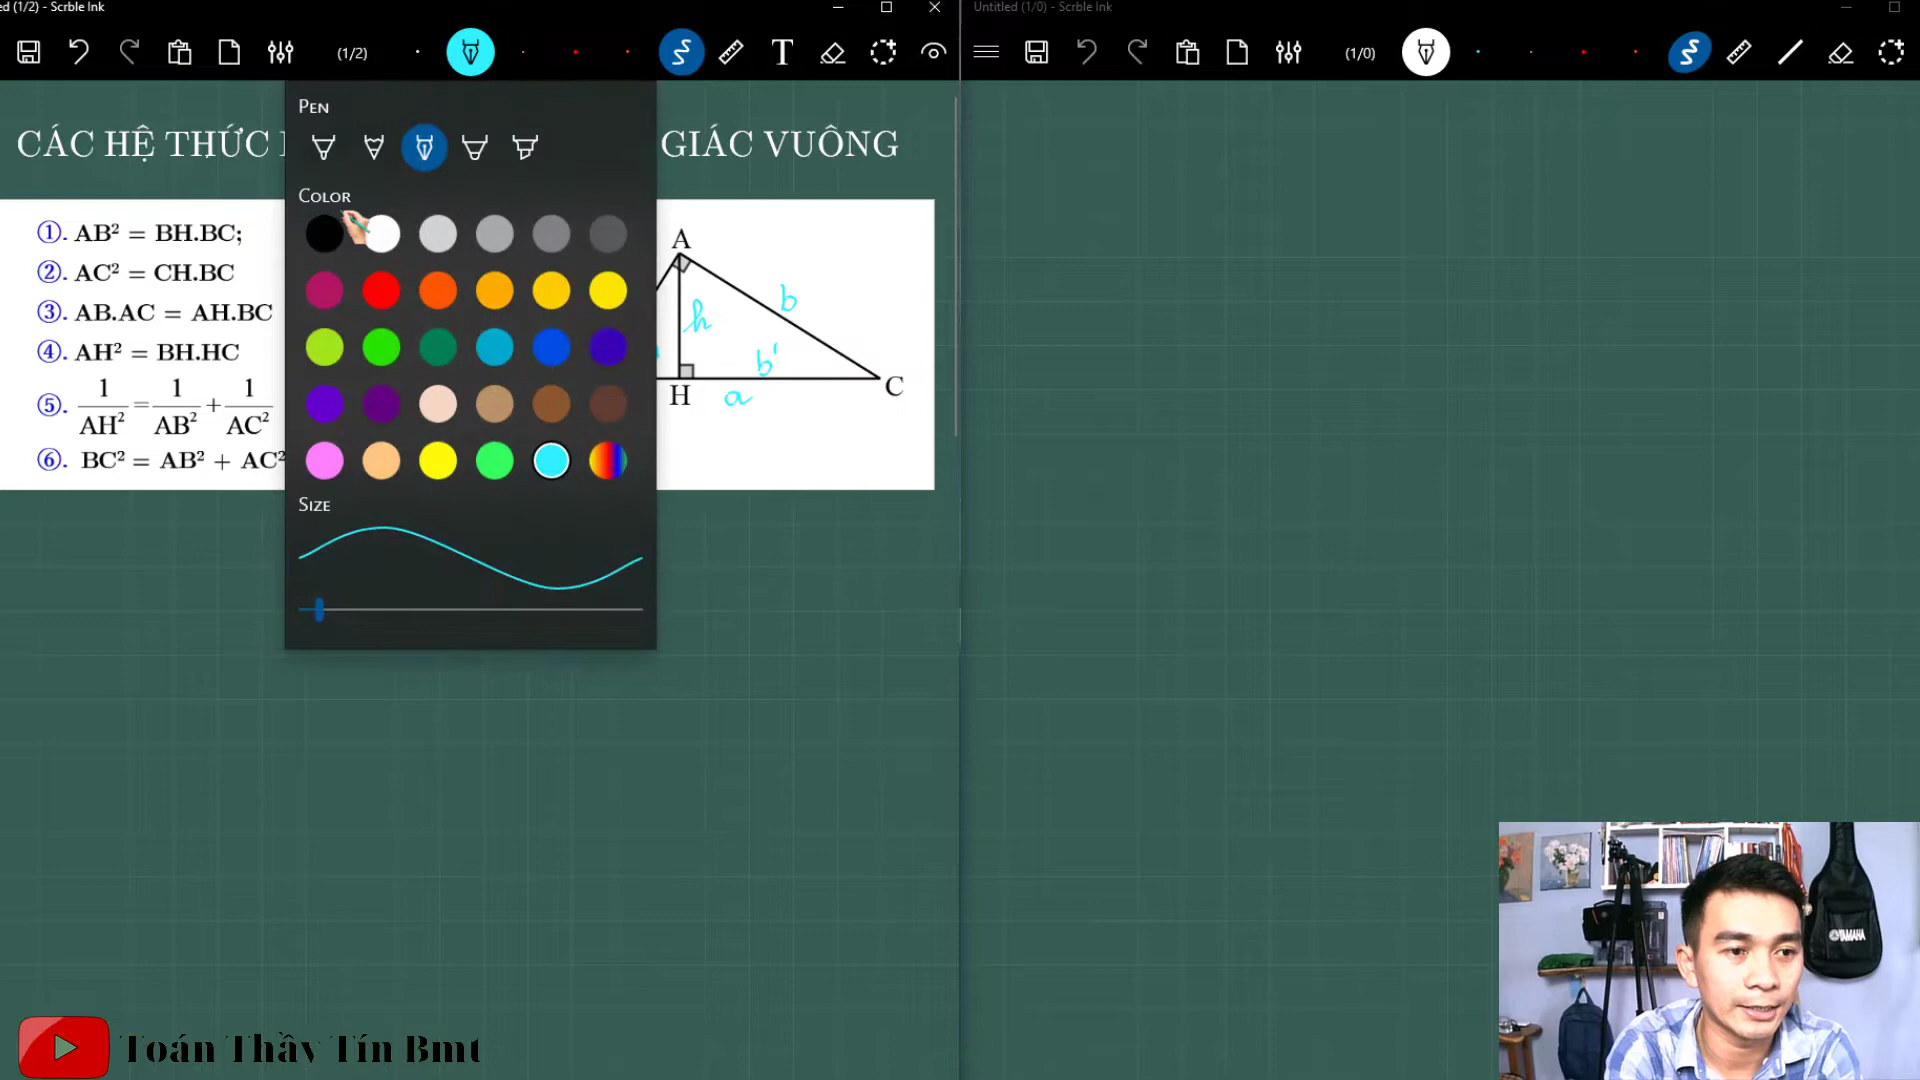 ed (1/2) - Scrble Ink
Untitled (1/0) - Scrble Ink
(1/2)
T
(1/0)
PEN
COLOR
SIZE
CÁC HỆ THỨC
GIÁC VUÔNG
①. AB² = BH.BC;
②. AC² = CH.BC
③. AB.AC = AH.BC
④. AH² = BH.HC
⑤. 1/AH² = 1/AB² + 1/AC²
⑥. BC² = AB² + AC²
A
b
h
b'
H
a
C
YAMAHA
Toán Thầy Tín Bmt